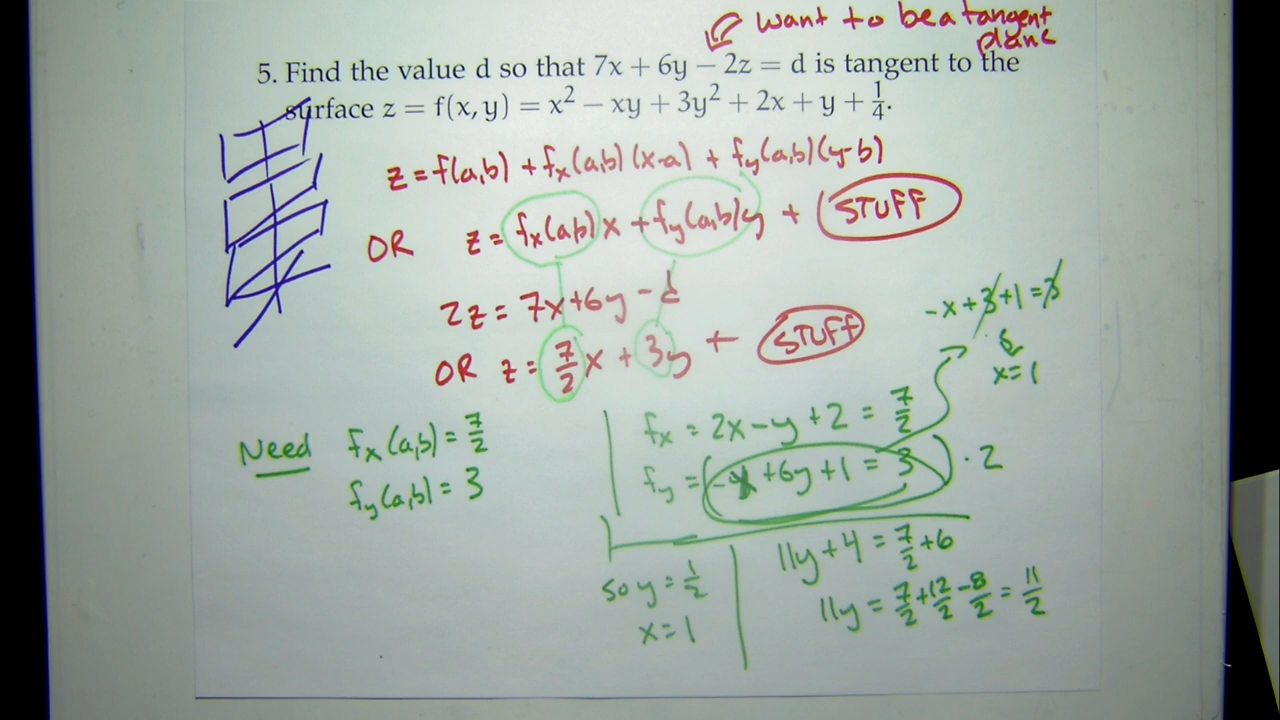 want to be a tangent
plane
5. Find the value d so that 7x + 6y − 2z = d is tangent to the
surface z = f(x, y) = x² − xy + 3y² + 2x + y + 1/4.
z = f(a,b) + fx(a,b)(x-a) + fy(a,b)(y-b)
OR z = fx(a,b)x + fy(a,b)y + STUFF
2z = 7x+6y-d
OR z = 7/2 x + 3y + STUFF
-x+3+1=3
x=1
Need fx(a,b) = 7/2
fy(a,b) = 3
fx = 2x-y+2 = 7/2
fy = (-x+6y+1 = 3) · 2
11y+4 = 7/2+6
11y = 7/2+12/2-8/2 = 11/2
so y = 1/2
x=1